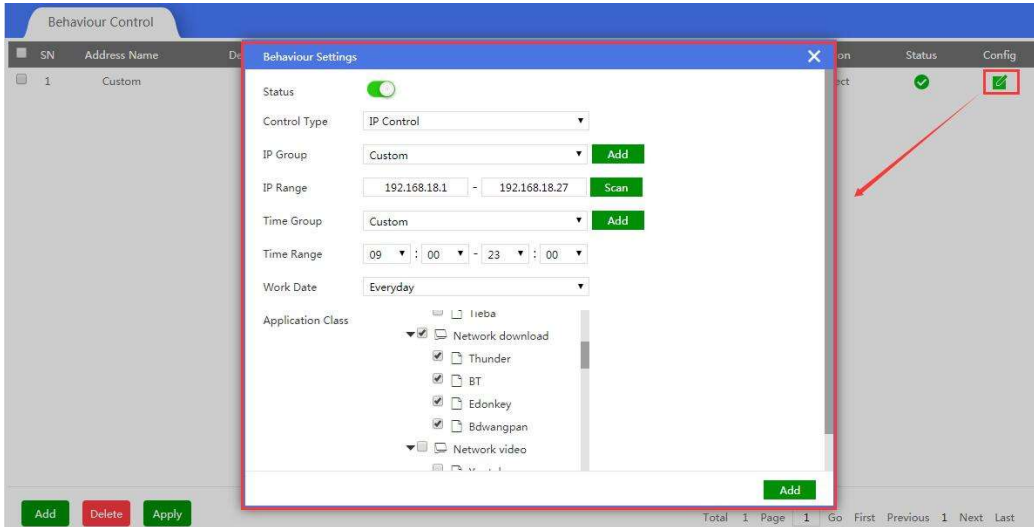 Behaviour Control
SN Address Name De on Status Config
1 Custom ect
Behaviour Settings
Status
Control Type IP Control
IP Group Custom Add
IP Range 192.168.18.1 - 192.168.18.27 Scan
Time Group Custom Add
Time Range 09 : 00 - 23 : 00
Work Date Everyday
Application Class
Tieba
Network download
Thunder
BT
Edonkey
Bdwangpan
Network video
Add
Add Delete Apply
Total 1 Page 1 Go First Previous 1 Next Last